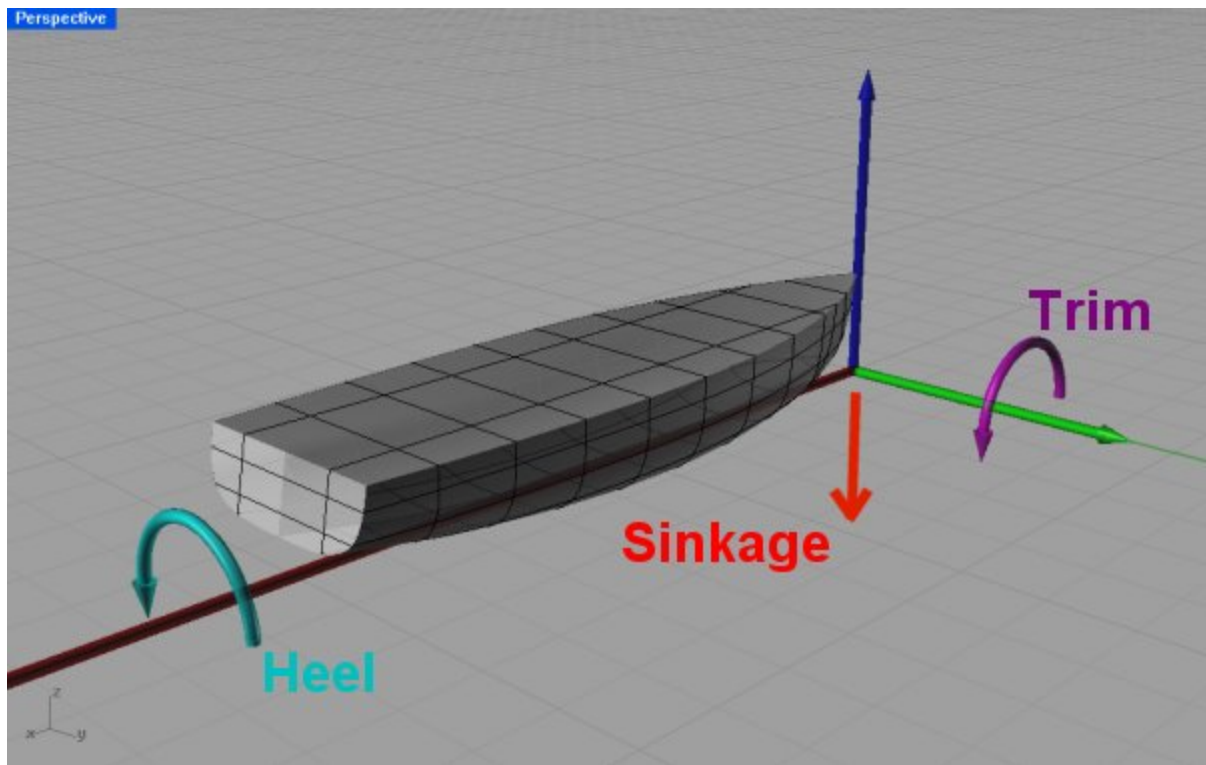 Perspective
Trim
Sinkage
Heel
z
x
y